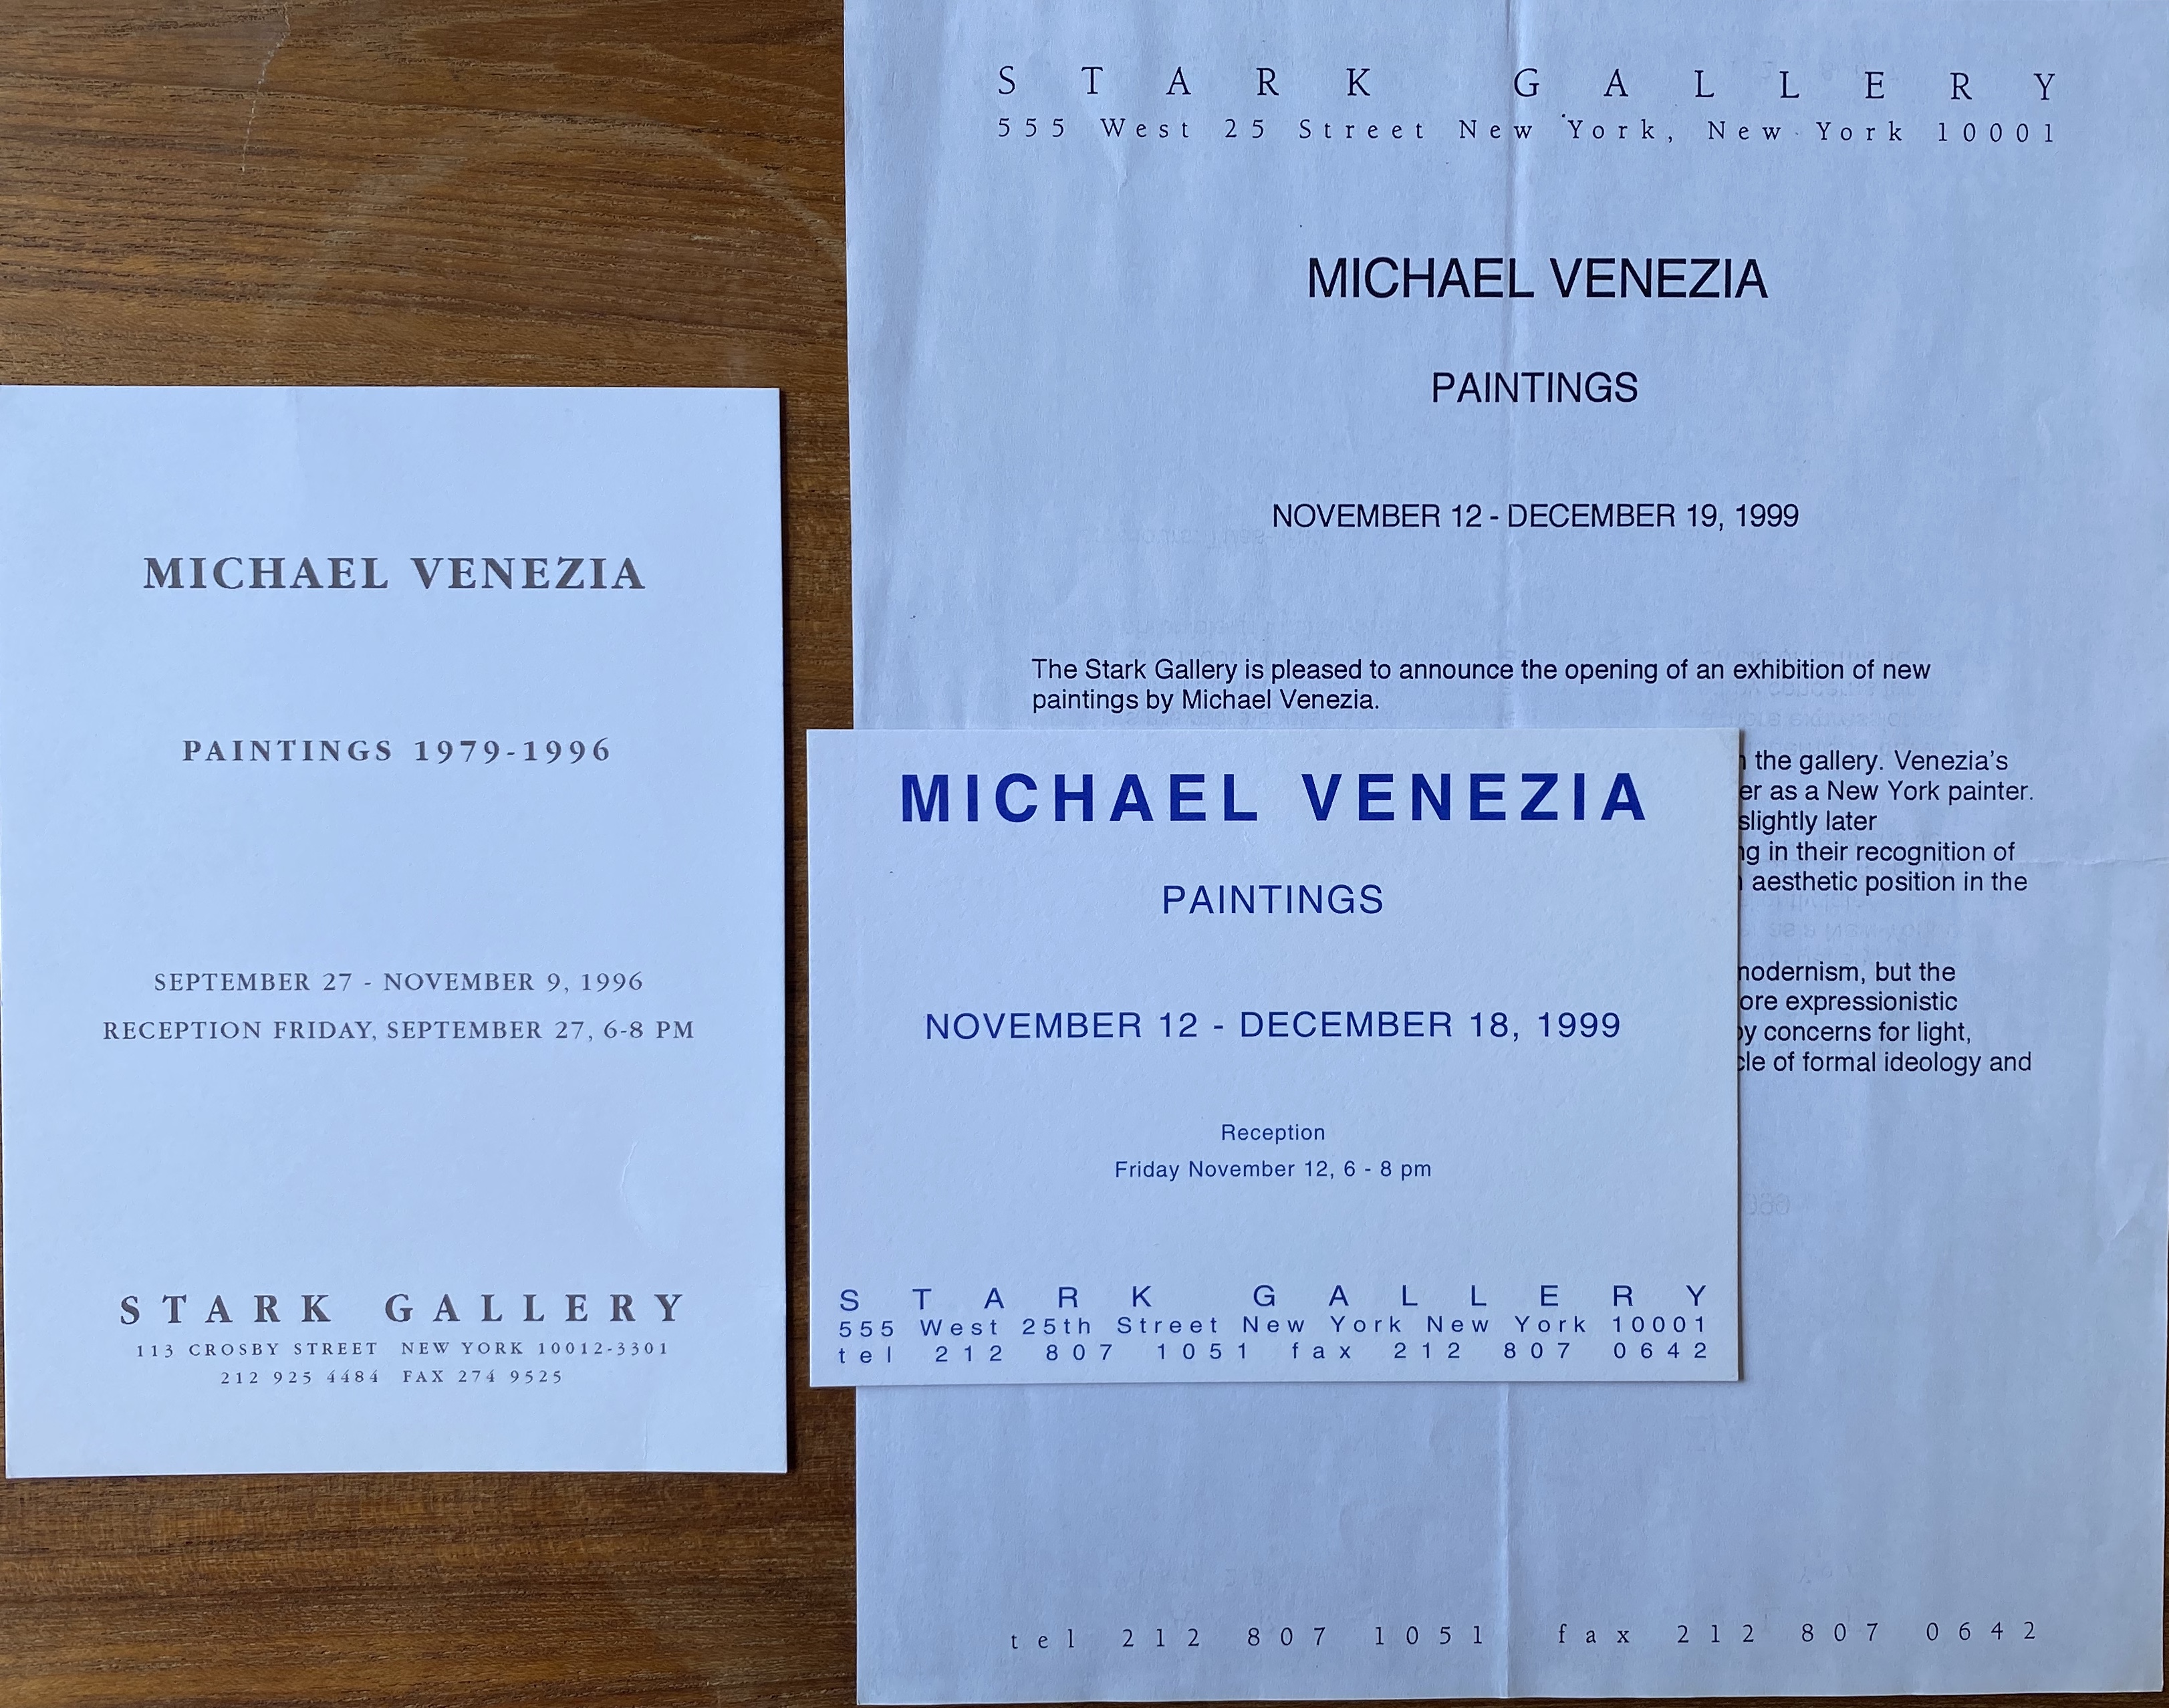 MICHAEL VENEZIA
PAINTINGS 1979-1996
SEPTEMBER 27 - NOVEMBER 9, 1996
RECEPTION FRIDAY, SEPTEMBER 27, 6-8 PM
STARK GALLERY
113 CROSBY STREET NEW YORK 10012-3301
212 925 4484 FAX 274 9525
STARK GALLERY
555 West 25 Street New York, New York 10001
MICHAEL VENEZIA
PAINTINGS
NOVEMBER 12 - DECEMBER 19, 1999
The Stark Gallery is pleased to announce the opening of an exhibition of new
paintings by Michael Venezia.
the gallery. Venezia's
as a New York painter.
slightly later
in their recognition of
aesthetic position in the
but the
expressionistic
concerns for light,
of formal ideology and
tel 212 807 1051 fax 212 807 0642
MICHAEL VENEZIA
PAINTINGS
NOVEMBER 12 - DECEMBER 18, 1999
Reception
Friday November 12, 6 - 8 pm
STARK GALLERY
555 West 25th Street New York New York 10001
tel 212 807 1051 fax 212 807 0642